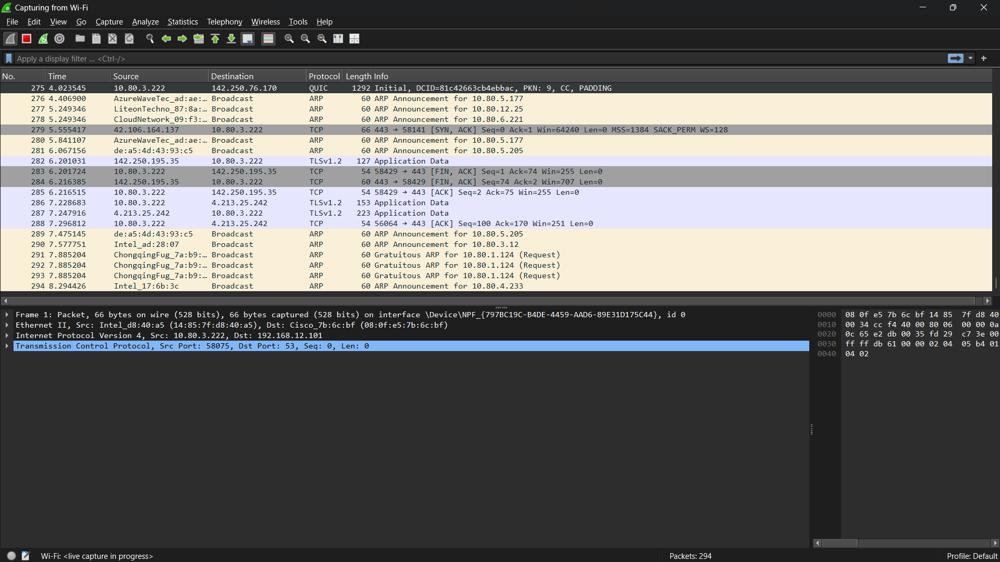 Capturing from Wi-Fi
File Edit View Go Capture Analyze Statistics Telephony Wireless Tools Help
Apply a display filter ... <Ctrl-/>
No. Time Source Destination Protocol Length Info
275 4.023545 10.80.3.222 142.250.76.170 QUIC 1292 Initial, DCID=81c42663cb4ebbac, PKN: 9, CC, PADDING
276 4.406900 AzureWaveTec_ad:ae:… Broadcast ARP 60 ARP Announcement for 10.80.5.177
277 5.249346 LiteonTechno_87:8a:… Broadcast ARP 60 ARP Announcement for 10.80.12.25
278 5.249346 CloudNetwork_09:f3:… Broadcast ARP 60 ARP Announcement for 10.80.6.221
279 5.555417 42.106.164.137 10.80.3.222 TCP 66 443 → 58141 [SYN, ACK] Seq=0 Ack=1 Win=64240 Len=0 MSS=1384 SACK_PERM WS=128
280 5.841107 AzureWaveTec_ad:ae:… Broadcast ARP 60 ARP Announcement for 10.80.5.177
281 6.067156 de:a5:4d:43:93:c5 Broadcast ARP 60 ARP Announcement for 10.80.5.205
282 6.201031 142.250.195.35 10.80.3.222 TLSv1.2 127 Application Data
283 6.201724 10.80.3.222 142.250.195.35 TCP 54 58429 → 443 [FIN, ACK] Seq=1 Ack=74 Win=255 Len=0
284 6.216385 142.250.195.35 10.80.3.222 TCP 60 443 → 58429 [FIN, ACK] Seq=74 Ack=2 Win=707 Len=0
285 6.216515 10.80.3.222 142.250.195.35 TCP 54 58429 → 443 [ACK] Seq=2 Ack=75 Win=255 Len=0
286 7.228683 10.80.3.222 4.213.25.242 TLSv1.2 153 Application Data
287 7.247916 4.213.25.242 10.80.3.222 TLSv1.2 223 Application Data
288 7.296812 10.80.3.222 4.213.25.242 TCP 54 56064 → 443 [ACK] Seq=100 Ack=170 Win=251 Len=0
289 7.475145 de:a5:4d:43:93:c5 Broadcast ARP 60 ARP Announcement for 10.80.5.205
290 7.577751 Intel_ad:28:07 Broadcast ARP 60 ARP Announcement for 10.80.3.12
291 7.885204 ChongqingFug_7a:b9:… Broadcast ARP 60 Gratuitous ARP for 10.80.1.124 (Request)
292 7.885204 ChongqingFug_7a:b9:… Broadcast ARP 60 Gratuitous ARP for 10.80.1.124 (Request)
293 7.885204 ChongqingFug_7a:b9:… Broadcast ARP 60 Gratuitous ARP for 10.80.1.124 (Request)
294 8.294426 Intel_17:6b:3c Broadcast ARP 60 ARP Announcement for 10.80.4.233
Frame 1: Packet, 66 bytes on wire (528 bits), 66 bytes captured (528 bits) on interface \Device\NPF_{797BC19C-B4DE-4459-AAD6-89E31D175C44}, id 0
Ethernet II, Src: Intel_d8:40:a5 (14:85:7f:d8:40:a5), Dst: Cisco_7b:6c:bf (08:0f:e5:7b:6c:bf)
Internet Protocol Version 4, Src: 10.80.3.222, Dst: 192.168.12.101
Transmission Control Protocol, Src Port: 58075, Dst Port: 53, Seq: 0, Len: 0
0000 08 0f e5 7b 6c bf 14 85 7f d8 40
0010 00 34 cc f4 40 00 80 06 00 00 0a
0020 0c 65 e2 db 00 35 fd 29 c7 3e 00
0030 ff ff db 61 00 00 02 04 05 b4 01
0040 04 02
Wi-Fi: <live capture in progress> Packets: 294 Profile: Default